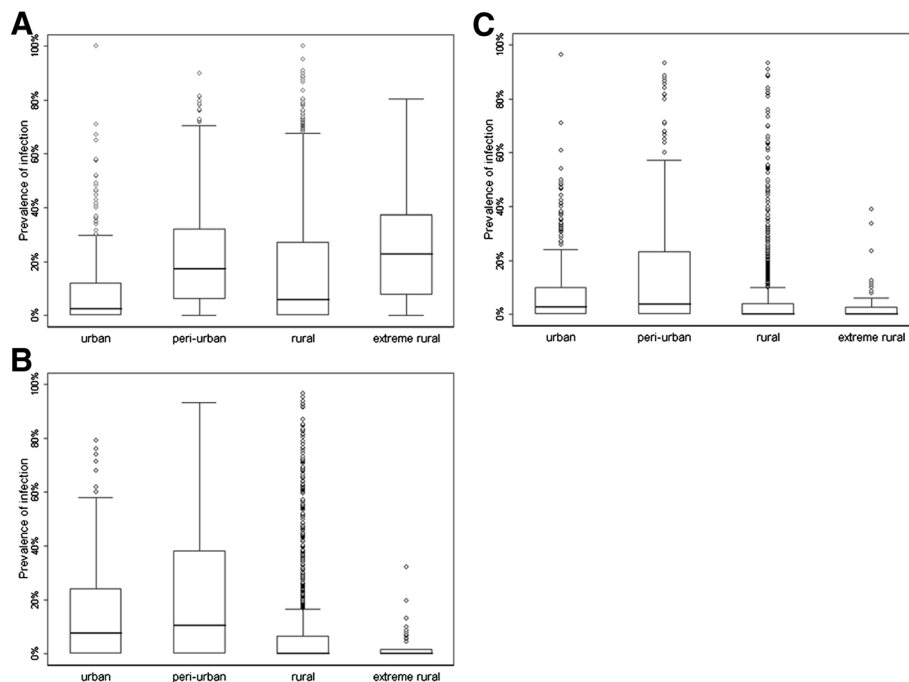 A
Prevalence of infection
100%
80%
60%
40%
20%
0%
urban peri-urban rural extreme rural
C
Prevalence of infection
100%
80%
60%
40%
20%
0%
urban peri-urban rural extreme rural
B
Prevalence of infection
100%
80%
60%
40%
20%
0%
urban peri-urban rural extreme rural